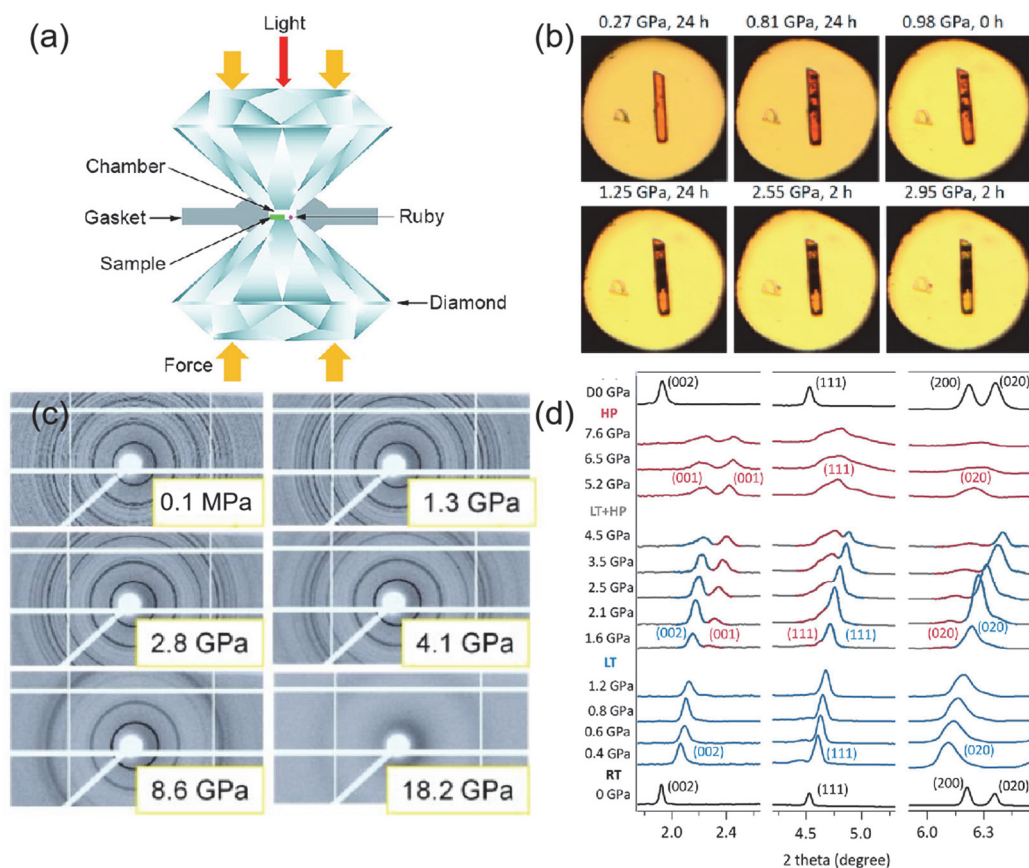 (a)
Light
Chamber
Gasket
Ruby
Sample
Diamond
Force
(b)
0.27 GPa, 24 h
0.81 GPa, 24 h
0.98 GPa, 0 h
1.25 GPa, 24 h
2.55 GPa, 2 h
2.95 GPa, 2 h
(c)
0.1 MPa
1.3 GPa
2.8 GPa
4.1 GPa
8.6 GPa
18.2 GPa
(d)
D0 GPa
(002)
(111)
(200)
(020)
HP
7.6 GPa
6.5 GPa
(001)
(001)
(111)
(020)
5.2 GPa
LT+HP
4.5 GPa
3.5 GPa
2.5 GPa
2.1 GPa
(002)
(001)
(111)
(111)
(020)
(020)
1.6 GPa
LT
1.2 GPa
0.8 GPa
0.6 GPa
(002)
(111)
(020)
0.4 GPa
RT
(002)
(111)
(200)
(020)
0 GPa
2.0 2.4 4.5 5.0 6.0 6.3
2 theta (degree)